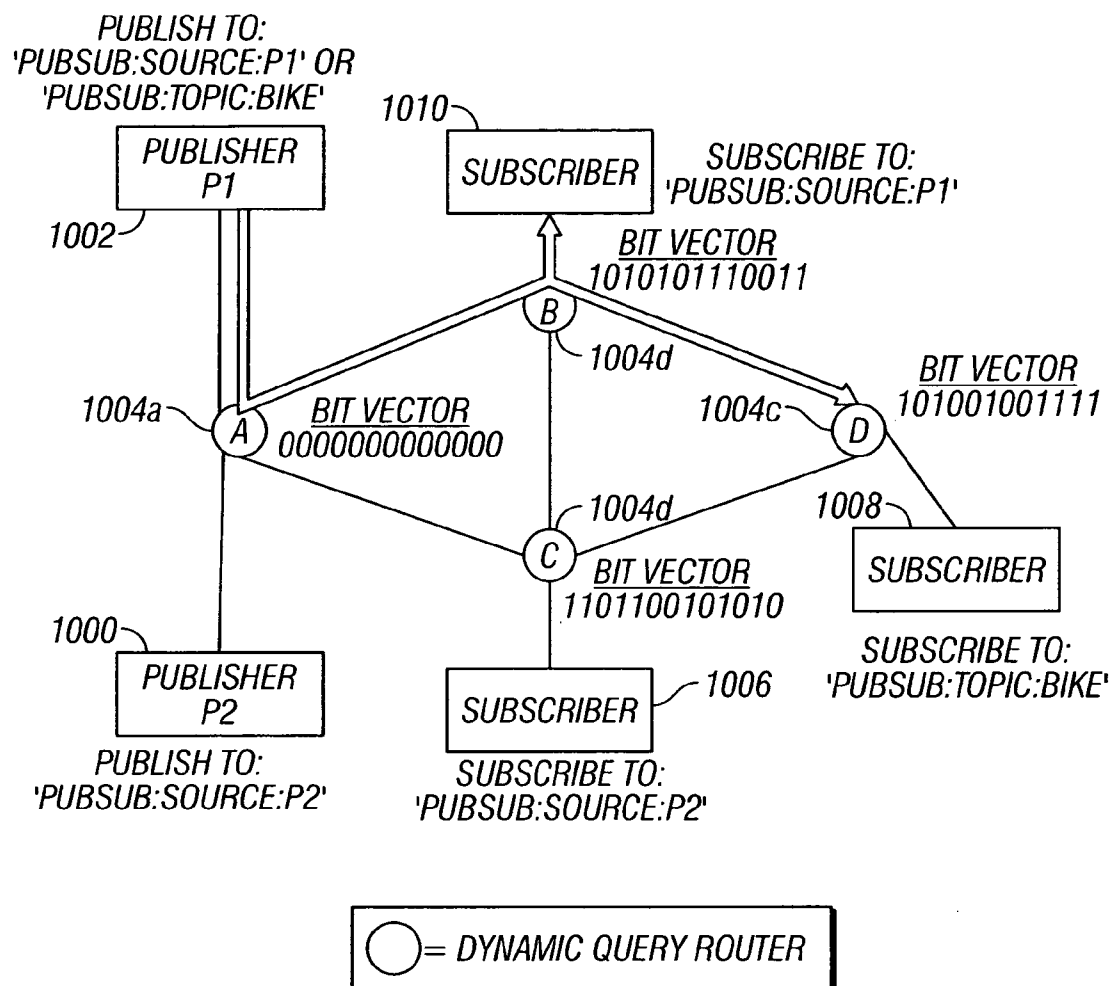 PUBLISH TO:
'PUBSUB:SOURCE:P1' OR
'PUBSUB:TOPIC:BIKE'
PUBLISHER
P1
1002
1010
SUBSCRIBER
SUBSCRIBE TO:
'PUBSUB:SOURCE:P1'
BIT VECTOR
1010101110011
B
1004d
1004a
A
BIT VECTOR
0000000000000
1004c
D
BIT VECTOR
101001001111
1004d
C
BIT VECTOR
1101100101010
1008
SUBSCRIBER
SUBSCRIBE TO:
'PUBSUB:TOPIC:BIKE'
1000
PUBLISHER
P2
PUBLISH TO:
'PUBSUB:SOURCE:P2'
1006
SUBSCRIBER
SUBSCRIBE TO:
'PUBSUB:SOURCE:P2'
= DYNAMIC QUERY ROUTER